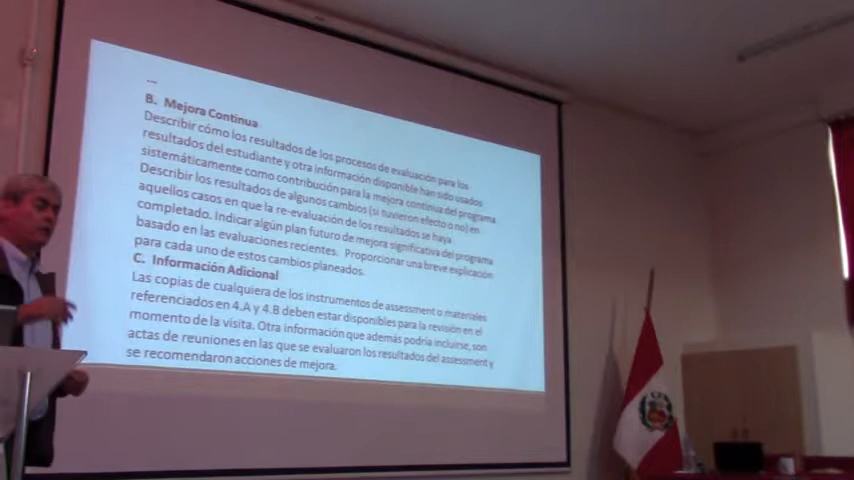 ...
B. Mejora Continua
Describir cómo los resultados de los procesos de evaluación para los
resultados del estudiante y otra información disponible han sido usados
sistemáticamente como contribución para la mejora continua del programa
Describir los resultados de algunos cambios (si tuvieron efecto o no) en
aquellos casos en que la re-evaluación de los resultados se haya
completado. Indicar algún plan futuro de mejora significativa del programa
basado en las evaluaciones recientes. Proporcionar una breve explicación
para cada uno de estos cambios planeados.
C. Información Adicional
Las copias de cualquiera de los instrumentos de assessment o materiales
referenciados en 4.A y 4.B deben estar disponibles para la revisión en el
momento de la visita. Otra información que además podría incluirse, son
actas de reuniones en las que se evaluaron los resultados del assessment y
se recomendaron acciones de mejora.